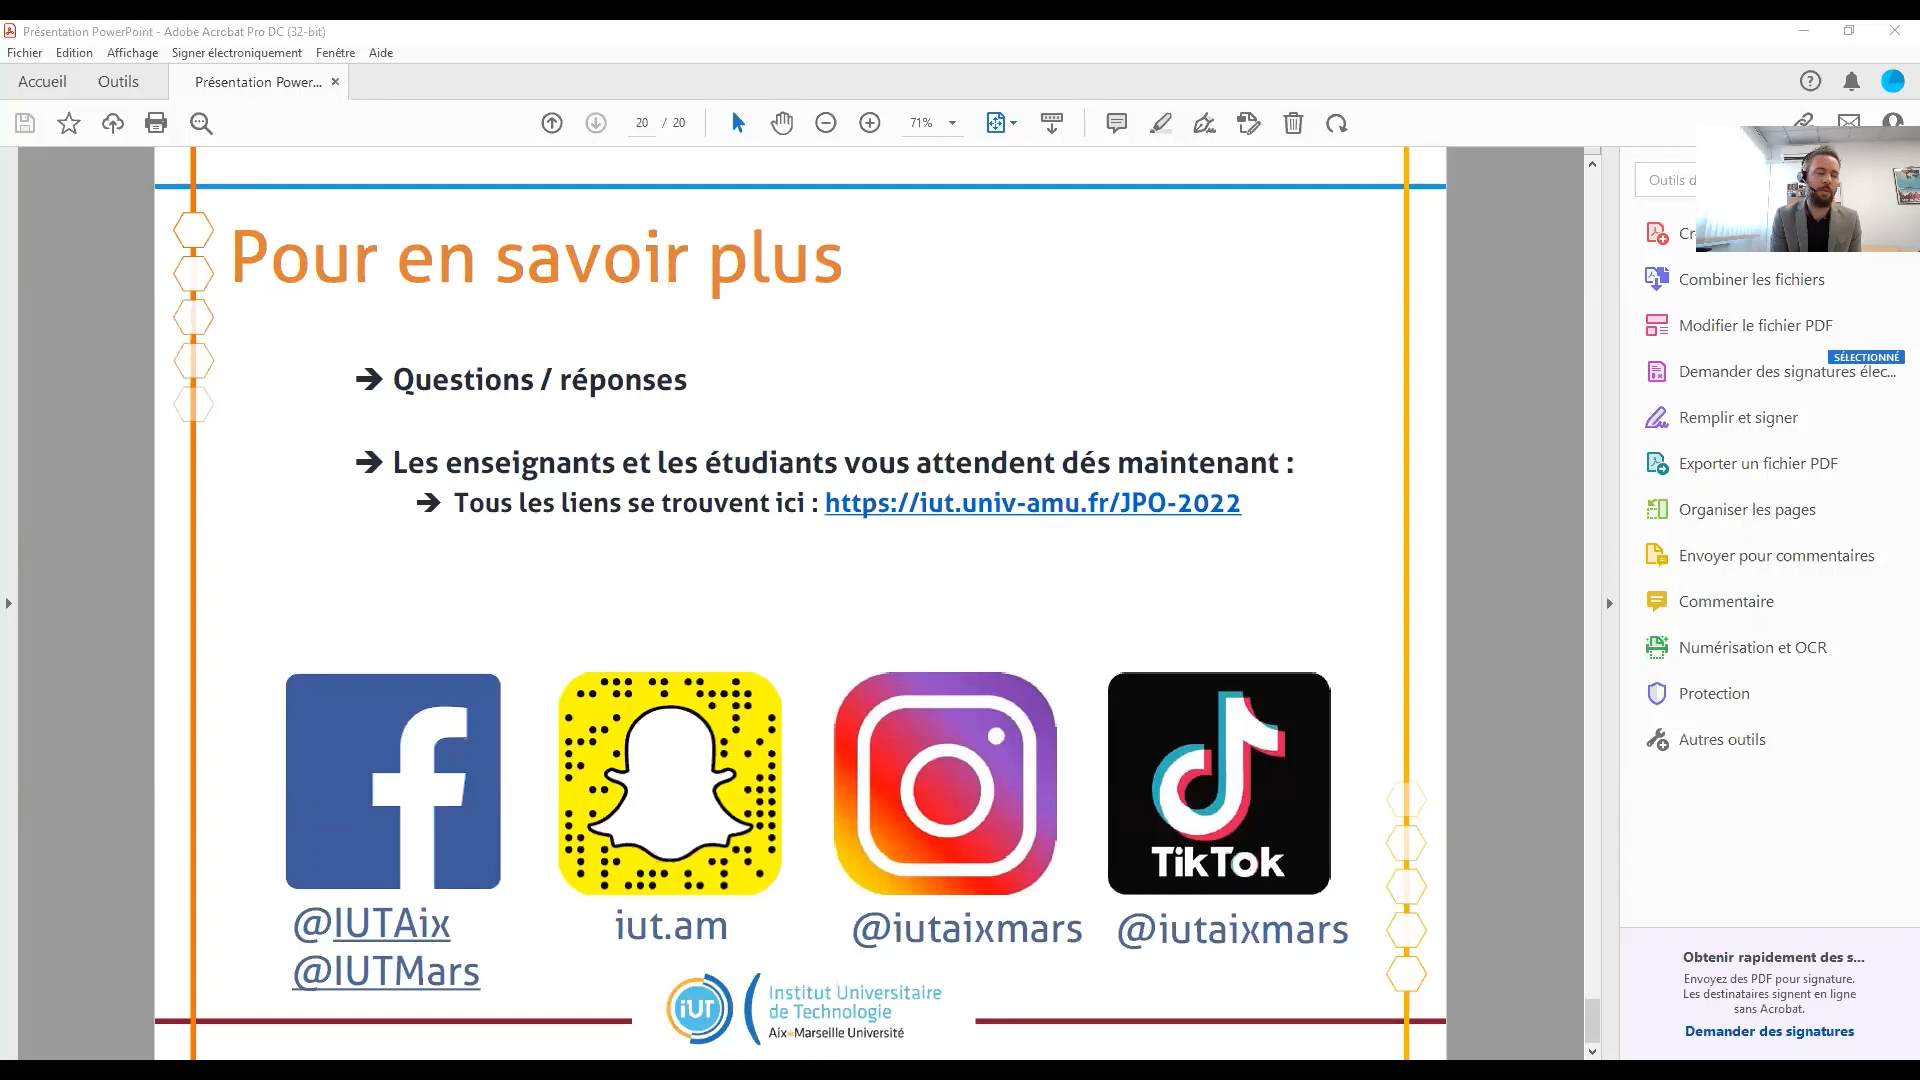 Présentation PowerPoint - Adobe Acrobat Pro DC (32-bit)
Fichier Edition Affichage Signer électroniquement Fenêtre Aide
Accueil Outils Présentation Power... ×
20 / 20 71%
Outils d
Pour en savoir plus
➔ Questions / réponses
➔ Les enseignants et les étudiants vous attendent dés maintenant :
➔ Tous les liens se trouvent ici : https://iut.univ-amu.fr/JPO-2022
TikTok
@IUTAix
@IUTMars
iut.am
@iutaixmars
@iutaixmars
iUT
Institut Universitaire
de Technologie
Aix*Marseille Université
Cr
Combiner les fichiers
Modifier le fichier PDF
SÉLECTIONNÉ
Demander des signatures élec...
Remplir et signer
Exporter un fichier PDF
Organiser les pages
Envoyer pour commentaires
Commentaire
Numérisation et OCR
Protection
Autres outils
Obtenir rapidement des s...
Envoyez des PDF pour signature.
Les destinataires signent en ligne
sans Acrobat.
Demander des signatures